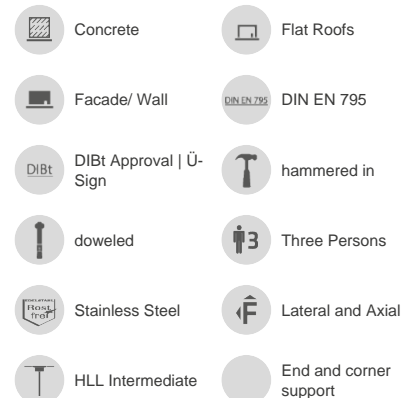 Concrete
Flat Roofs
Facade/ Wall
DIN EN 795
DIN EN 795
DIBt
DIBt Approval | Ü-
Sign
hammered in
doweled
3
Three Persons
EDELSTAHL
Rost
frei
Stainless Steel
F
Lateral and Axial
HLL Intermediate
End and corner
support